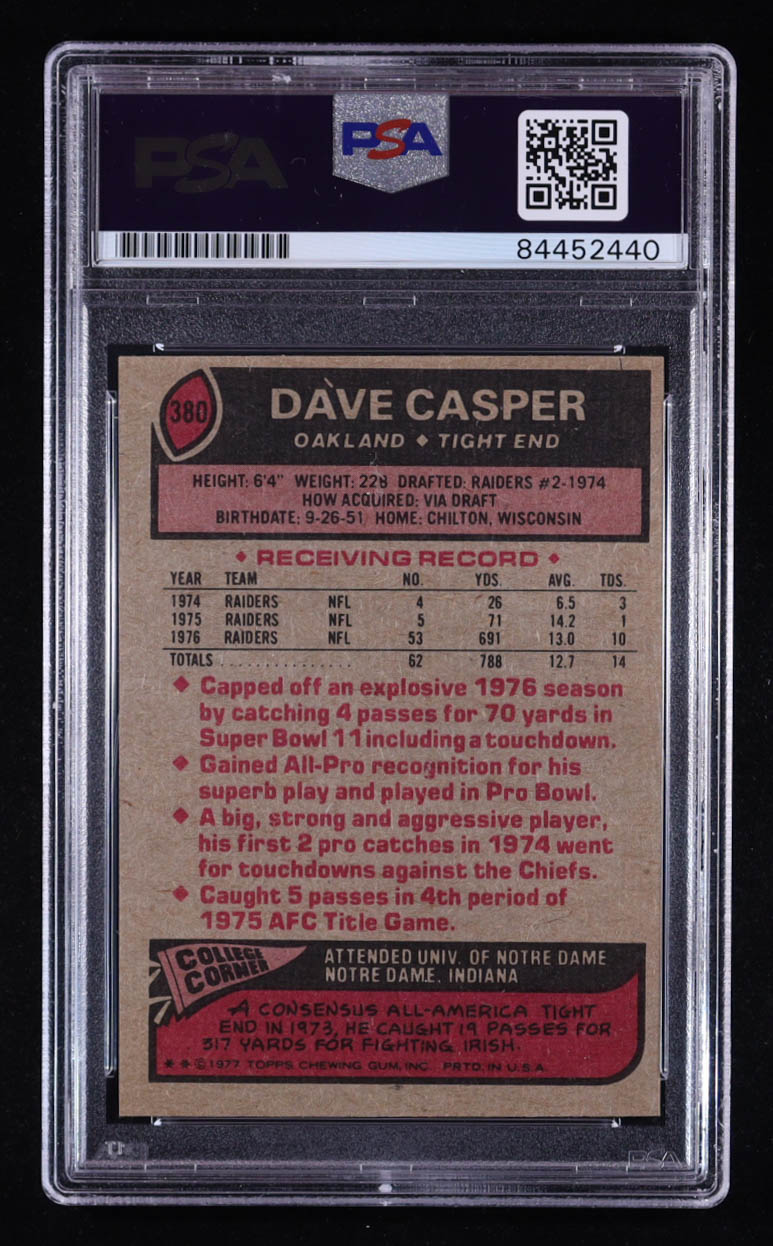 PSA
PSA
84452440
380
DAVE CASPER
OAKLAND ◆ TIGHT END
HEIGHT: 6'4" WEIGHT: 228 DRAFTED: RAIDERS #2-1974
HOW ACQUIRED: VIA DRAFT
BIRTHDATE: 9-26-51 HOME: CHILTON, WISCONSIN
◆ RECEIVING RECORD ◆
YEAR TEAM NO. YDS. AVG. TDS.
1974 RAIDERS NFL 4 26 6.5 3
1975 RAIDERS NFL 5 71 14.2 1
1976 RAIDERS NFL 53 691 13.0 10
TOTALS ............... 62 788 12.7 14
◆ Capped off an explosive 1976 season
by catching 4 passes for 70 yards in
Super Bowl 11 including a touchdown.
◆ Gained All-Pro recognition for his
superb play and played in Pro Bowl.
◆ A big, strong and aggressive player,
his first 2 pro catches in 1974 went
for touchdowns against the Chiefs.
◆ Caught 5 passes in 4th period of
1975 AFC Title Game.
COLLEGE
CORNER
ATTENDED UNIV. OF NOTRE DAME
NOTRE DAME, INDIANA
A CONSENSUS ALL-AMERICA TIGHT
END IN 1973, HE CAUGHT 19 PASSES FOR
317 YARDS FOR FIGHTING IRISH.
* * © 1977 TOPPS CHEWING GUM, INC. PRTD. IN U.S.A.
PSA